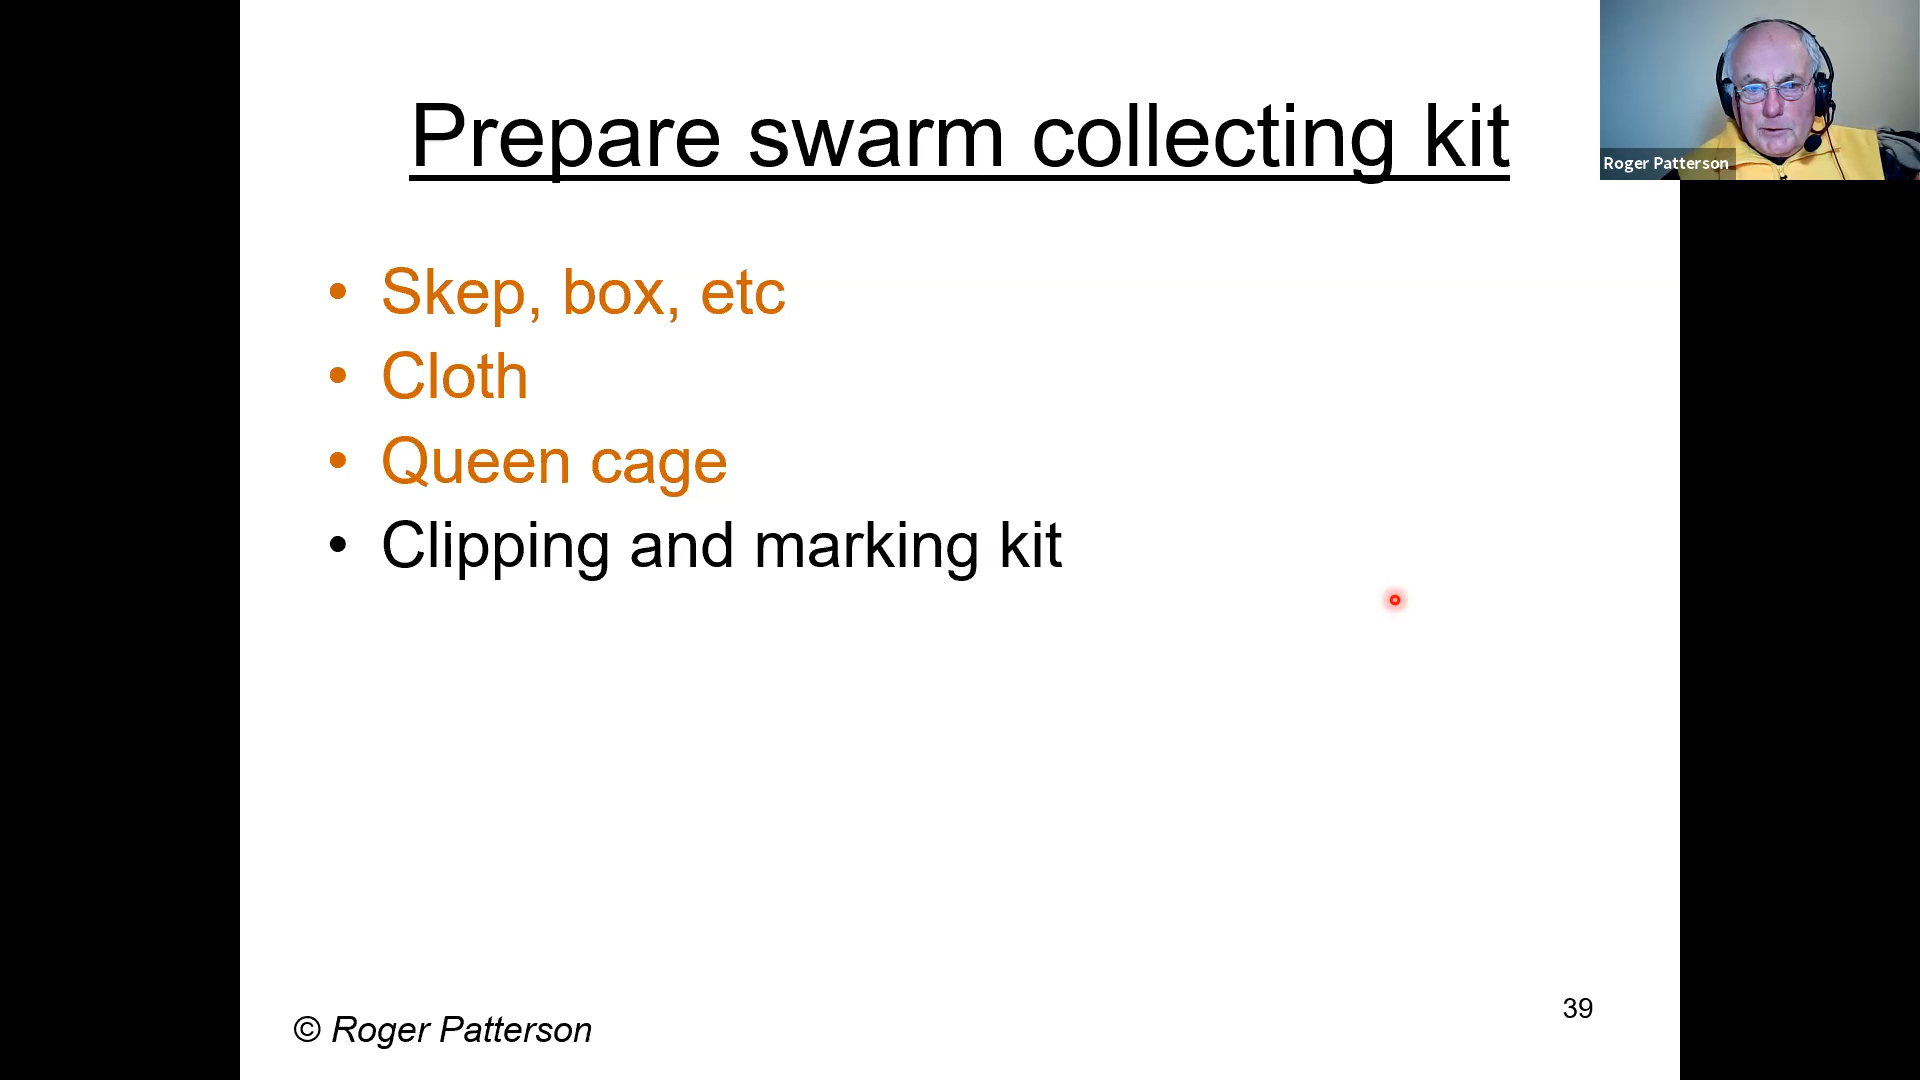 Prepare swarm collecting kit
Roger Patterson
• Skep, box, etc
• Cloth
• Queen cage
• Clipping and marking kit
39
© Roger Patterson